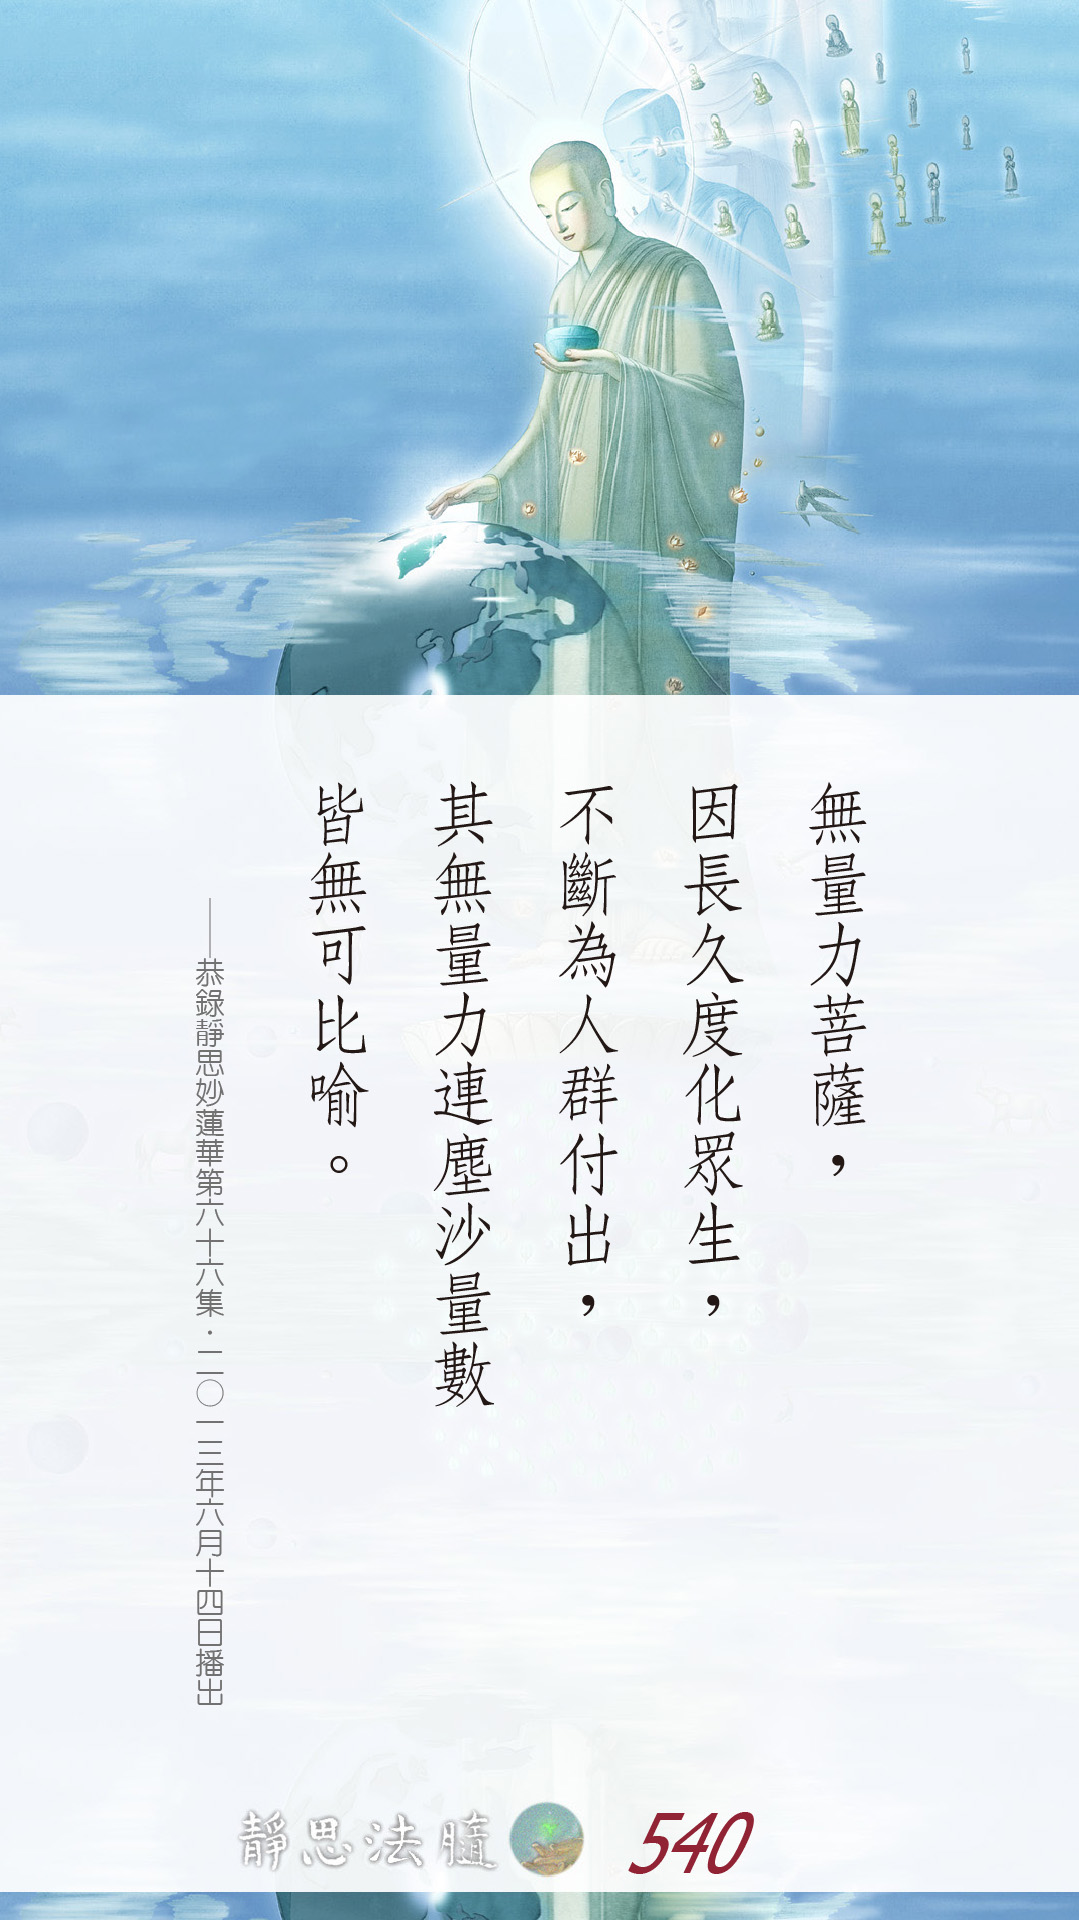 無量力菩薩，
因長久度化眾生，
不斷為人群付出，
其無量力連塵沙量數
皆無可比喻。
——恭錄靜思妙蓮華第六十六集．二〇一三年六月十四日播出
靜思法髓
540